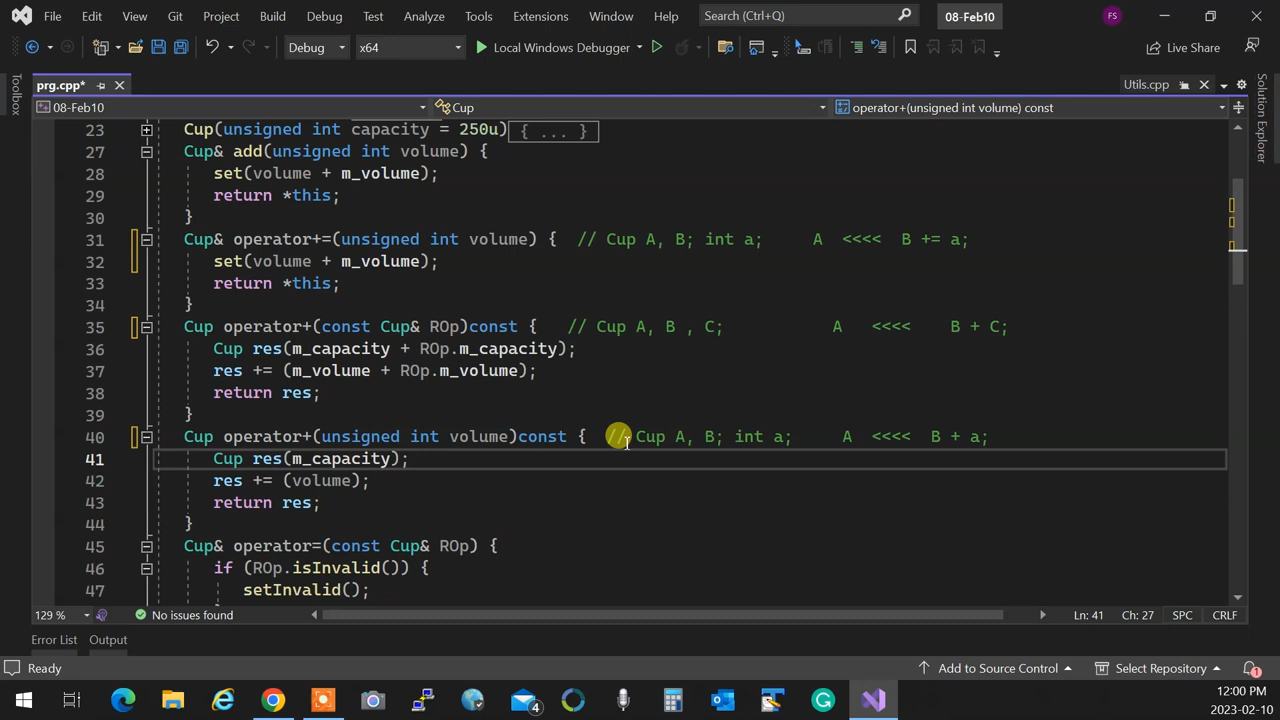 File Edit View Git Project Build Debug Test Analyze Tools Extensions Window Help Search (Ctrl+Q) 08-Feb10 FS
Debug x64 Local Windows Debugger Live Share
prg.cpp* Utils.cpp
08-Feb10 Cup operator+(unsigned int volume) const
Toolbox
Solution Explorer
23 Cup(unsigned int capacity = 250u){ ... }
27 Cup& add(unsigned int volume) {
28 set(volume + m_volume);
29 return *this;
30 }
31 Cup& operator+=(unsigned int volume) { // Cup A, B; int a; A <<<< B += a;
32 set(volume + m_volume);
33 return *this;
34 }
35 Cup operator+(const Cup& ROp)const { // Cup A, B , C; A <<<< B + C;
36 Cup res(m_capacity + ROp.m_capacity);
37 res += (m_volume + ROp.m_volume);
38 return res;
39 }
40 Cup operator+(unsigned int volume)const { // Cup A, B; int a; A <<<< B + a;
41 Cup res(m_capacity);
42 res += (volume);
43 return res;
44 }
45 Cup& operator=(const Cup& ROp) {
46 if (ROp.isInvalid()) {
47 setInvalid();
129 % No issues found Ln: 41 Ch: 27 SPC CRLF
Error List Output
Ready Add to Source Control Select Repository 1
4 12:00 PM
2023-02-10